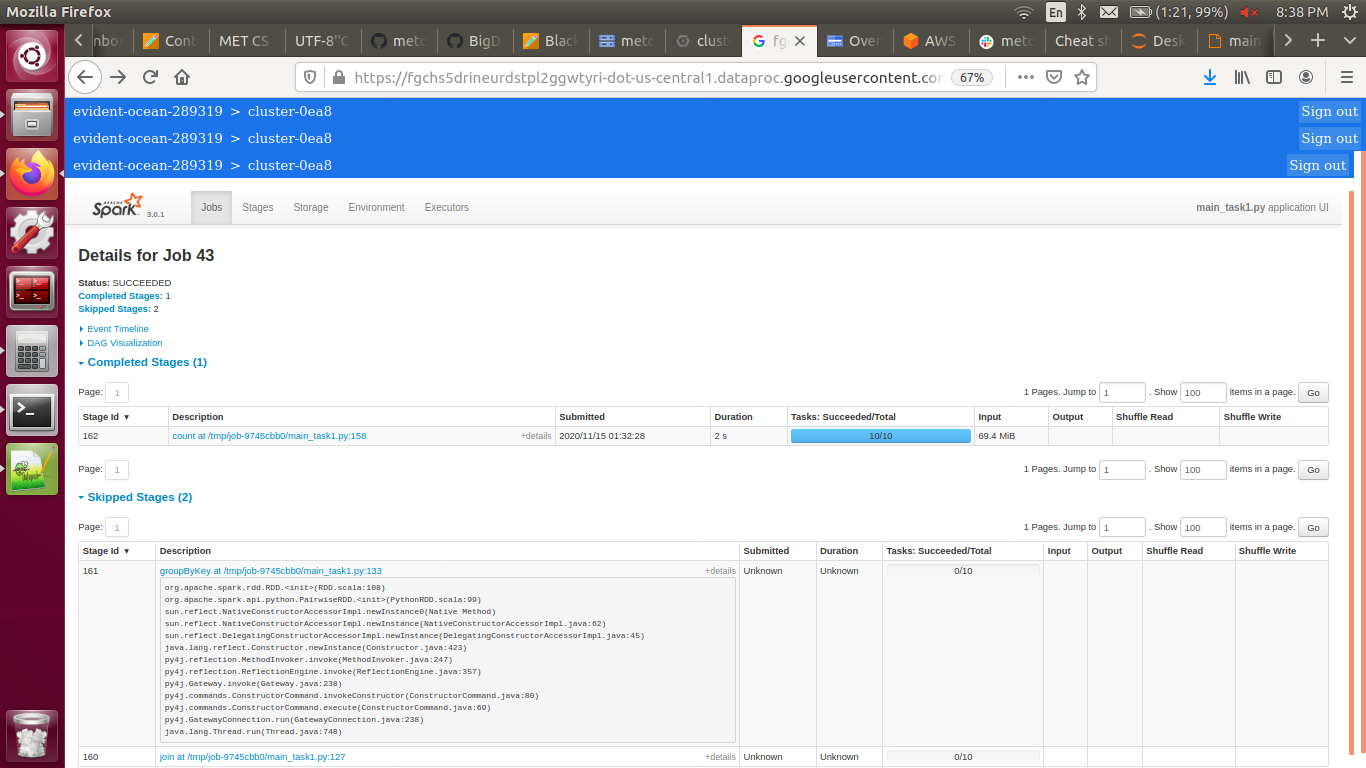 Mozilla Firefox
En
(1:21, 99%)
8:38 PM
nbox
Cont
MET CS
UTF-8''C
metc
BigD
Blac
metc
clust
fg
Over
AWS
metc
Cheat sh
Desk
main
https://fgchs5drineurdstpl2ggwtyri-dot-us-central1.dataproc.googleusercontent.con
67%
evident-ocean-289319 > cluster-0ea8
Sign out
evident-ocean-289319 > cluster-0ea8
Sign out
evident-ocean-289319 > cluster-0ea8
Sign out
APACHE
Spark 3.0.1
Jobs
Stages
Storage
Environment
Executors
main_task1.py application UI
Details for Job 43
Status: SUCCEEDED
Completed Stages: 1
Skipped Stages: 2
Event Timeline
DAG Visualization
Completed Stages (1)
Page: 1
1 Pages. Jump to 1 . Show 100 items in a page. Go
Stage Id ▾ Description Submitted Duration Tasks: Succeeded/Total Input Output Shuffle Read Shuffle Write
162 count at /tmp/job-9745cbb0/main_task1.py:158 +details 2020/11/15 01:32:28 2 s 10/10 69.4 MiB
Page: 1
1 Pages. Jump to 1 . Show 100 items in a page. Go
Skipped Stages (2)
Page: 1
1 Pages. Jump to 1 . Show 100 items in a page. Go
Stage Id ▾ Description Submitted Duration Tasks: Succeeded/Total Input Output Shuffle Read Shuffle Write
161 groupByKey at /tmp/job-9745cbb0/main_task1.py:133 +details Unknown Unknown 0/10
org.apache.spark.rdd.RDD.<init>(RDD.scala:108)
org.apache.spark.api.python.PairwiseRDD.<init>(PythonRDD.scala:99)
sun.reflect.NativeConstructorAccessorImpl.newInstance0(Native Method)
sun.reflect.NativeConstructorAccessorImpl.newInstance(NativeConstructorAccessorImpl.java:62)
sun.reflect.DelegatingConstructorAccessorImpl.newInstance(DelegatingConstructorAccessorImpl.java:45)
java.lang.reflect.Constructor.newInstance(Constructor.java:423)
py4j.reflection.MethodInvoker.invoke(MethodInvoker.java:247)
py4j.reflection.ReflectionEngine.invoke(ReflectionEngine.java:357)
py4j.Gateway.invoke(Gateway.java:238)
py4j.commands.ConstructorCommand.invokeConstructor(ConstructorCommand.java:80)
py4j.commands.ConstructorCommand.execute(ConstructorCommand.java:69)
py4j.GatewayConnection.run(GatewayConnection.java:238)
java.lang.Thread.run(Thread.java:748)
160 join at /tmp/job-9745cbb0/main_task1.py:127 +details Unknown Unknown 0/10